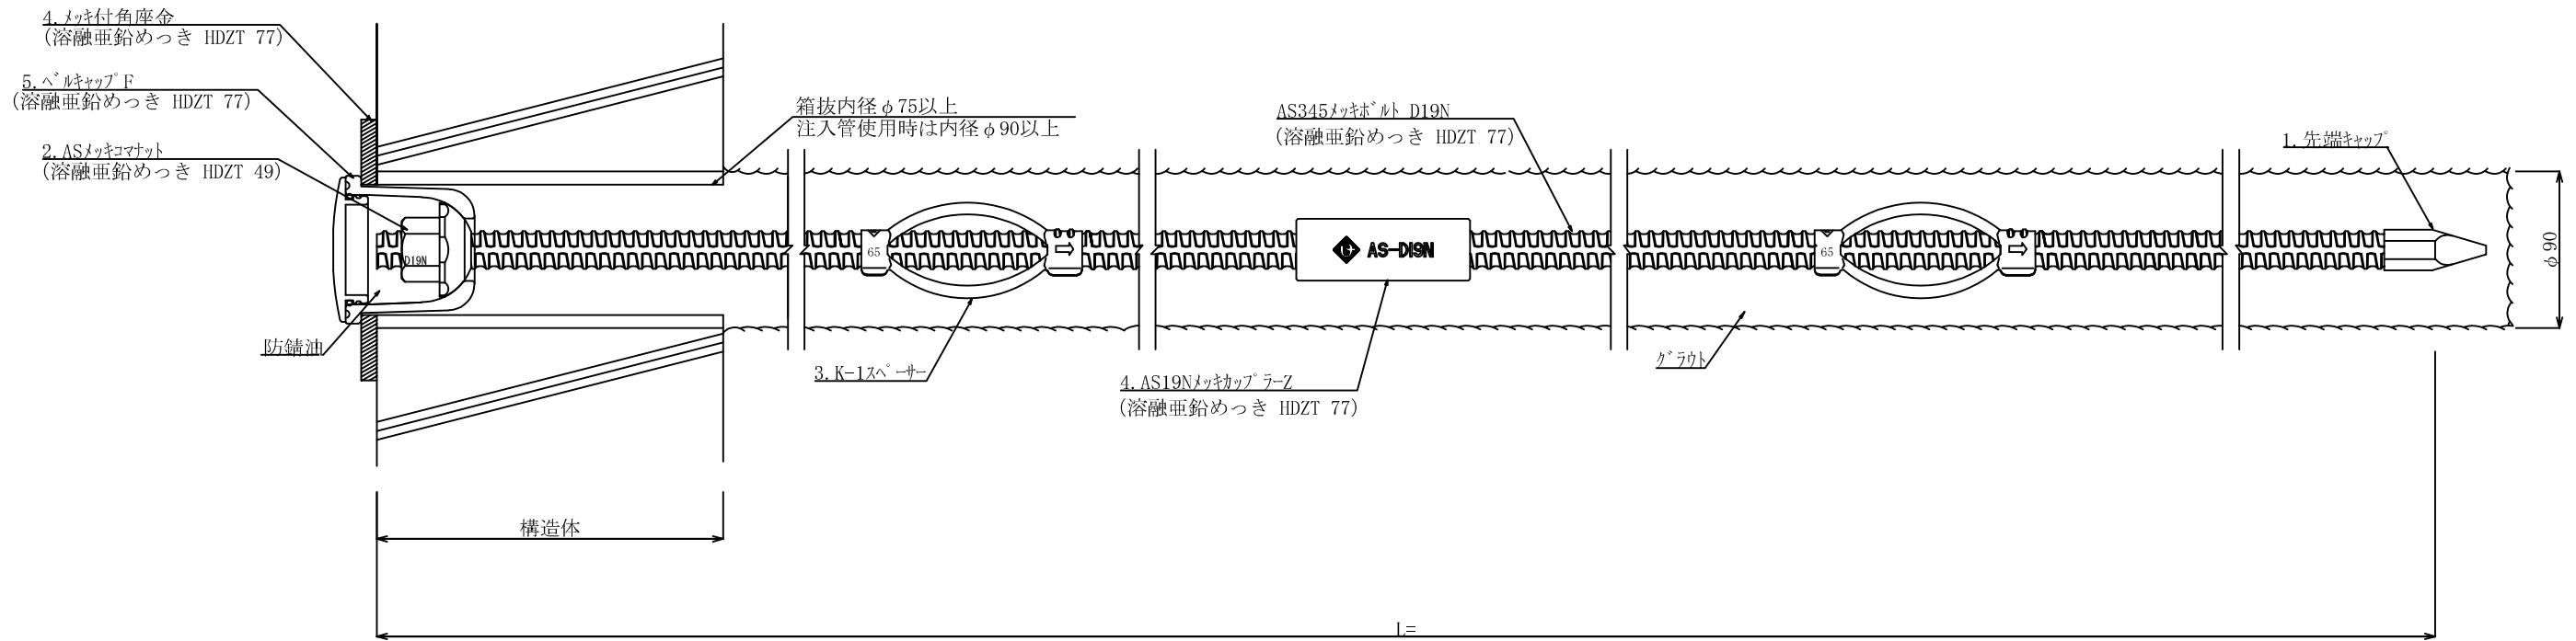 4. メッキ付角座金
(溶融亜鉛めっき HDZT 77)
5. ベルキャップF
(溶融亜鉛めっき HDZT 77)
2. ASメッキコマナット
(溶融亜鉛めっき HDZT 49)
箱抜内径φ75以上
注入管使用時は内径φ90以上
AS345メッキボルト D19N
(溶融亜鉛めっき HDZT 77)
1. 先端キャップ
65
AS-D19N
65
D19N
φ90
防錆油
3. K-1スペーサー
4. AS19NメッキカップラーZ
(溶融亜鉛めっき HDZT 77)
グラウト
構造体
L=